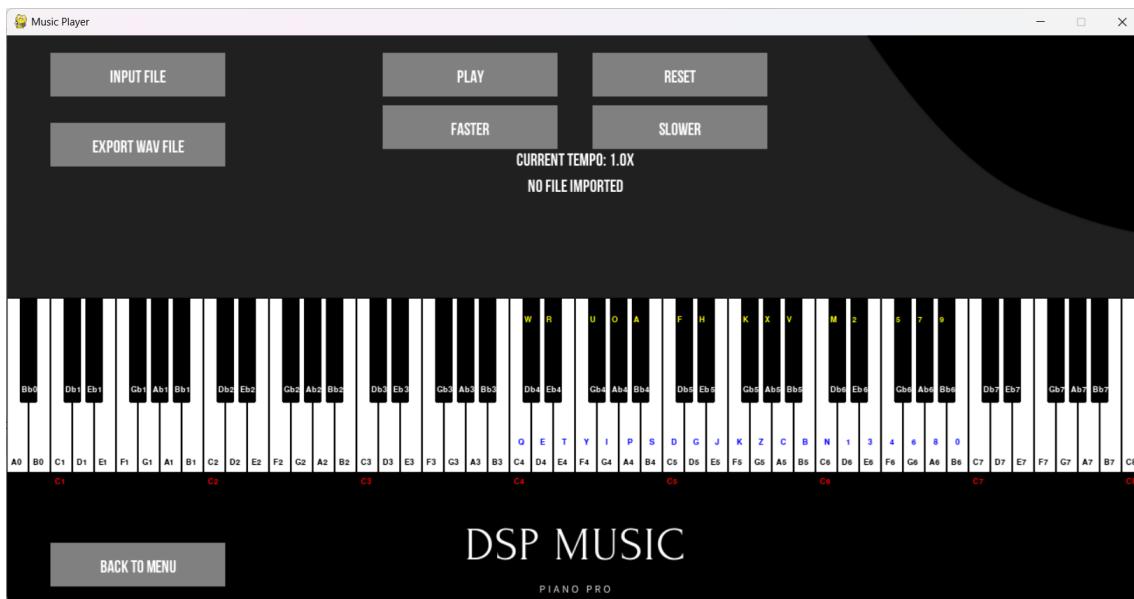 Music Player
INPUT FILE
PLAY
RESET
EXPORT WAV FILE
FASTER
SLOWER
CURRENT TEMPO: 1.0X
NO FILE IMPORTED
W R U O A F H K X V M 2 5 7 9
Bb0 Db1 Eb1 Gb1 Ab1 Bb1 Db2 Eb2 Gb2 Ab2 Bb2 Db3 Eb3 Gb3 Ab3 Bb3 Db4 Eb4 Gb4 Ab4 Bb4 Db5 Eb5 Gb5 Ab5 Bb5 Db6 Eb6 Gb6 Ab6 Bb6 Db7 Eb7 Gb7 Ab7 Bb7
Q E T Y I P S D G J K Z C B N 1 3 4 6 8 0
A0 B0 C1 D1 E1 F1 G1 A1 B1 C2 D2 E2 F2 G2 A2 B2 C3 D3 E3 F3 G3 A3 B3 C4 D4 E4 F4 G4 A4 B4 C5 D5 E5 F5 G5 A5 B5 C6 D6 E6 F6 G6 A6 B6 C7 D7 E7 F7 G7 A7 B7 C8
C1 C2 C3 C4 C5 C6 C7
DSP MUSIC
BACK TO MENU
PIANO PRO